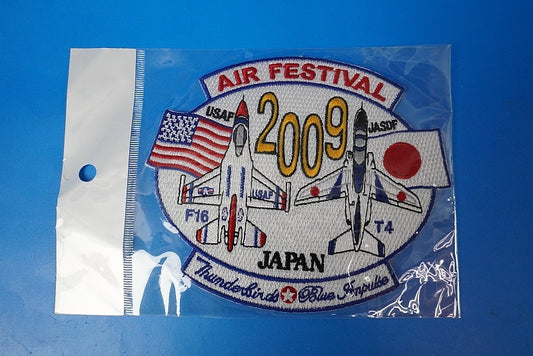 AIR FESTIVAL
2009
USAF
JASDF
USAF
F16
T4
JAPAN
Thunderbirds Blue Impulse